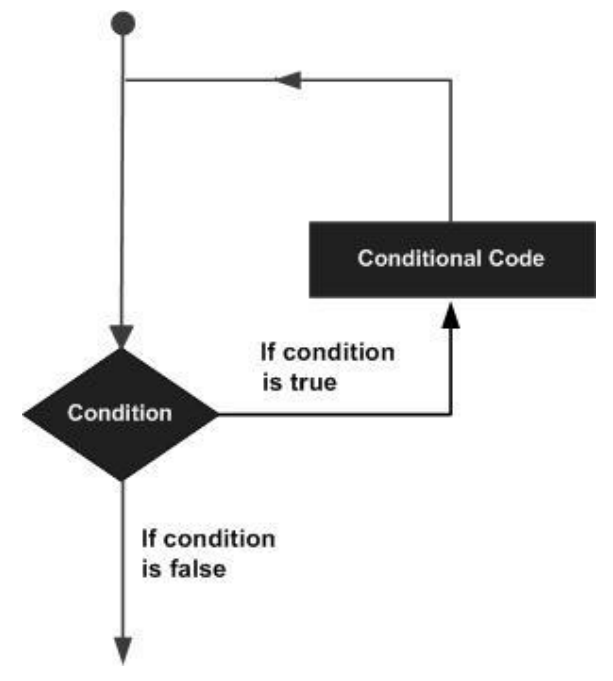 Conditional Code
If condition
is true
Condition
If condition
is false